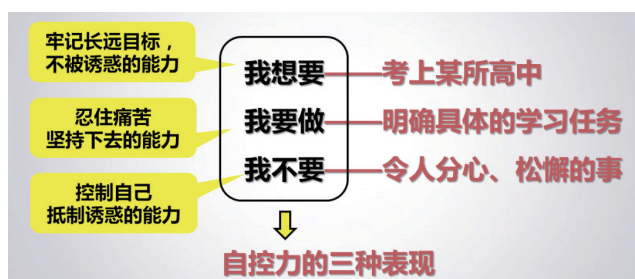 牢记长远目标，
不被诱惑的能力
我想要
考上某所高中
忍住痛苦
坚持下去的能力
我要做
明确具体的学习任务
控制自己
抵制诱惑的能力
我不要
令人分心、松懈的事
自控力的三种表现